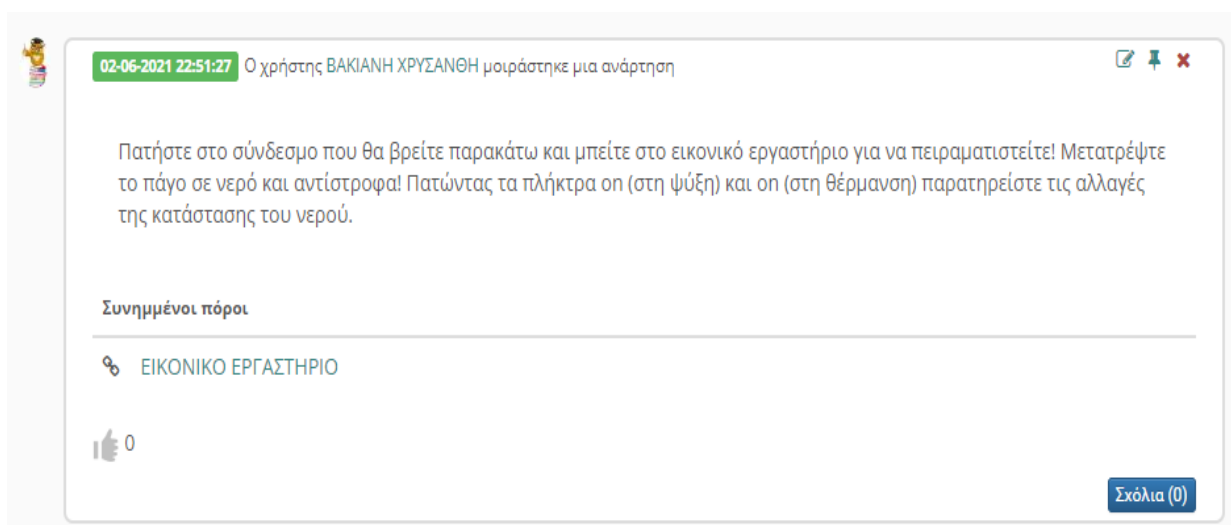 02-06-2021 22:51:27 Ο χρήστης ΒΑΚΙΑΝΗ ΧΡΥΣΑΝΘΗ μοιράστηκε μια ανάρτηση
Πατήστε στο σύνδεσμο που θα βρείτε παρακάτω και μπείτε στο εικονικό εργαστήριο για να πειραματιστείτε! Μετατρέψτε
το πάγο σε νερό και αντίστροφα! Πατώντας τα πλήκτρα on (στη ψύξη) και on (στη θέρμανση) παρατηρείστε τις αλλαγές
της κατάστασης του νερού.
Συνημμένοι πόροι
ΕΙΚΟΝΙΚΟ ΕΡΓΑΣΤΗΡΙΟ
0
Σχόλια (0)